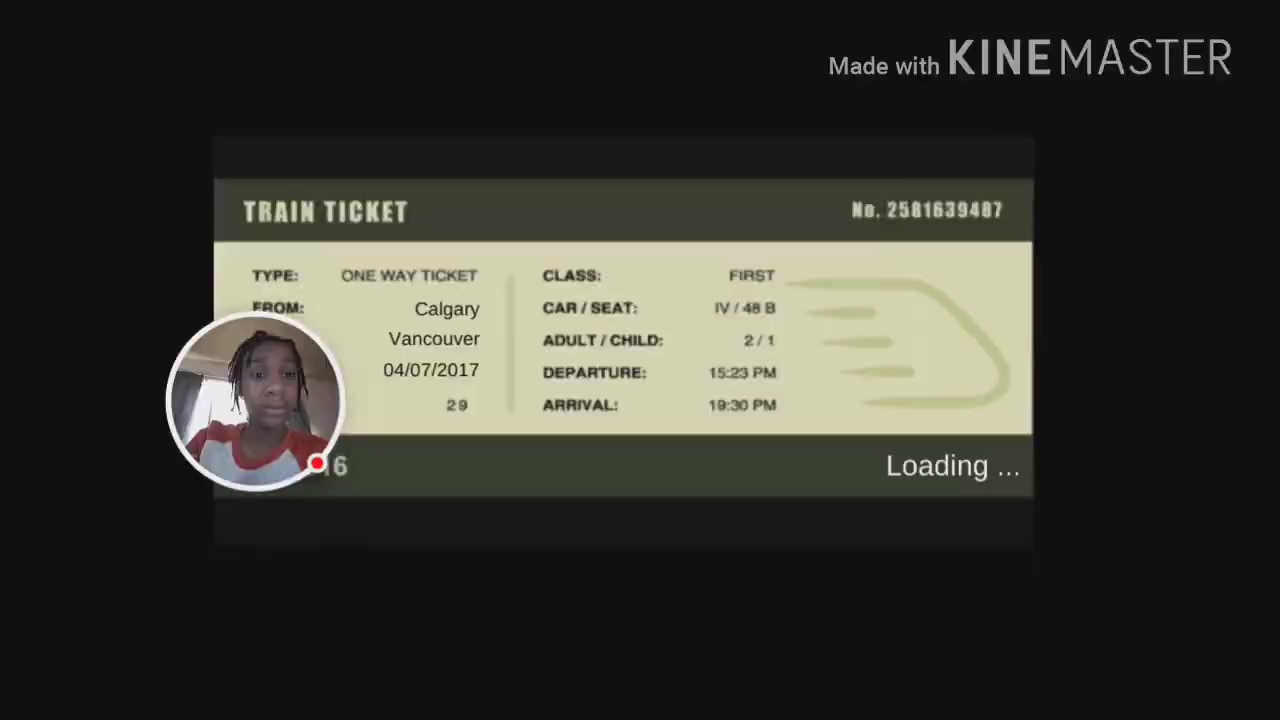 Made with KINEMASTER
TRAIN TICKET No. 2581639487
TYPE: ONE WAY TICKET CLASS: FIRST
FROM: Calgary CAR / SEAT: IV / 48 B
Vancouver ADULT / CHILD: 2 / 1
04/07/2017 DEPARTURE: 15:23 PM
29 ARRIVAL: 19:30 PM
16 Loading ...